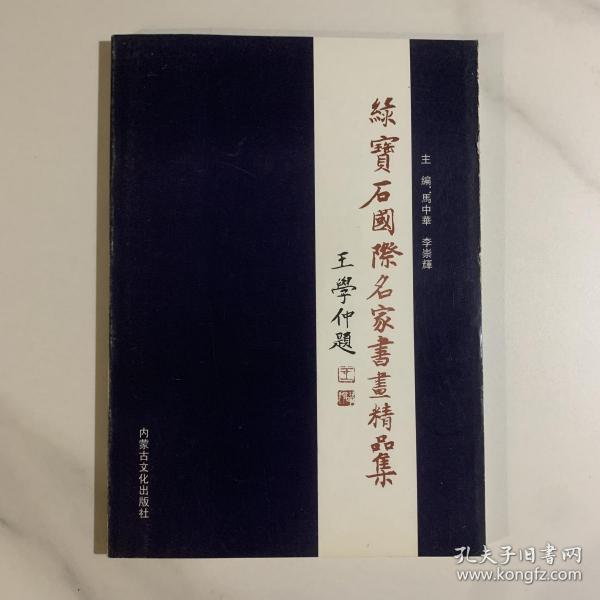 主 编：馬中華 李崇輝
綠寶石國際名家書畫精品集
王學仲題
内蒙古文化出版社
孔夫子旧书网
www.kongfz.com